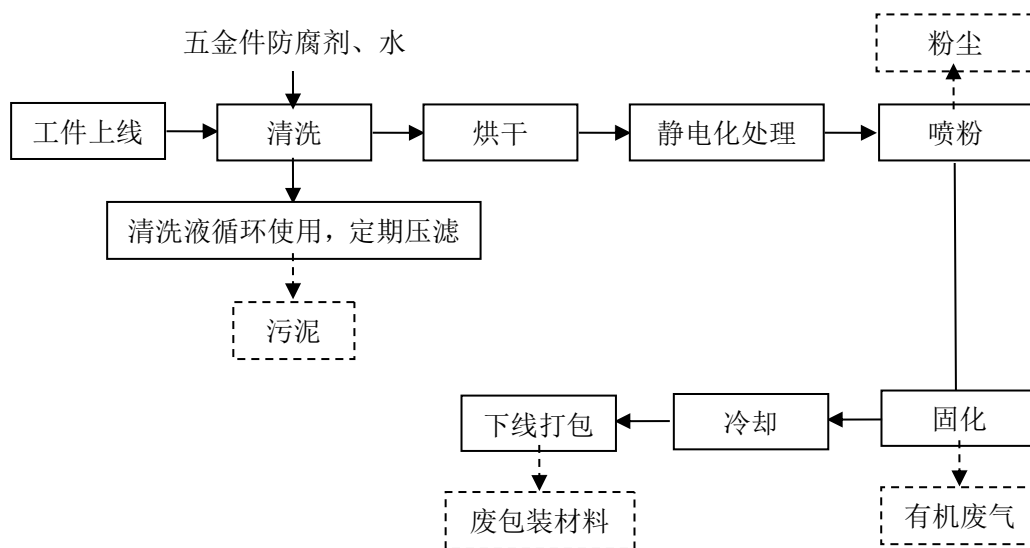 五金件防腐剂、水
粉尘
工件上线
清洗
烘干
静电化处理
喷粉
清洗液循环使用，定期压滤
污泥
下线打包
冷却
固化
废包装材料
有机废气